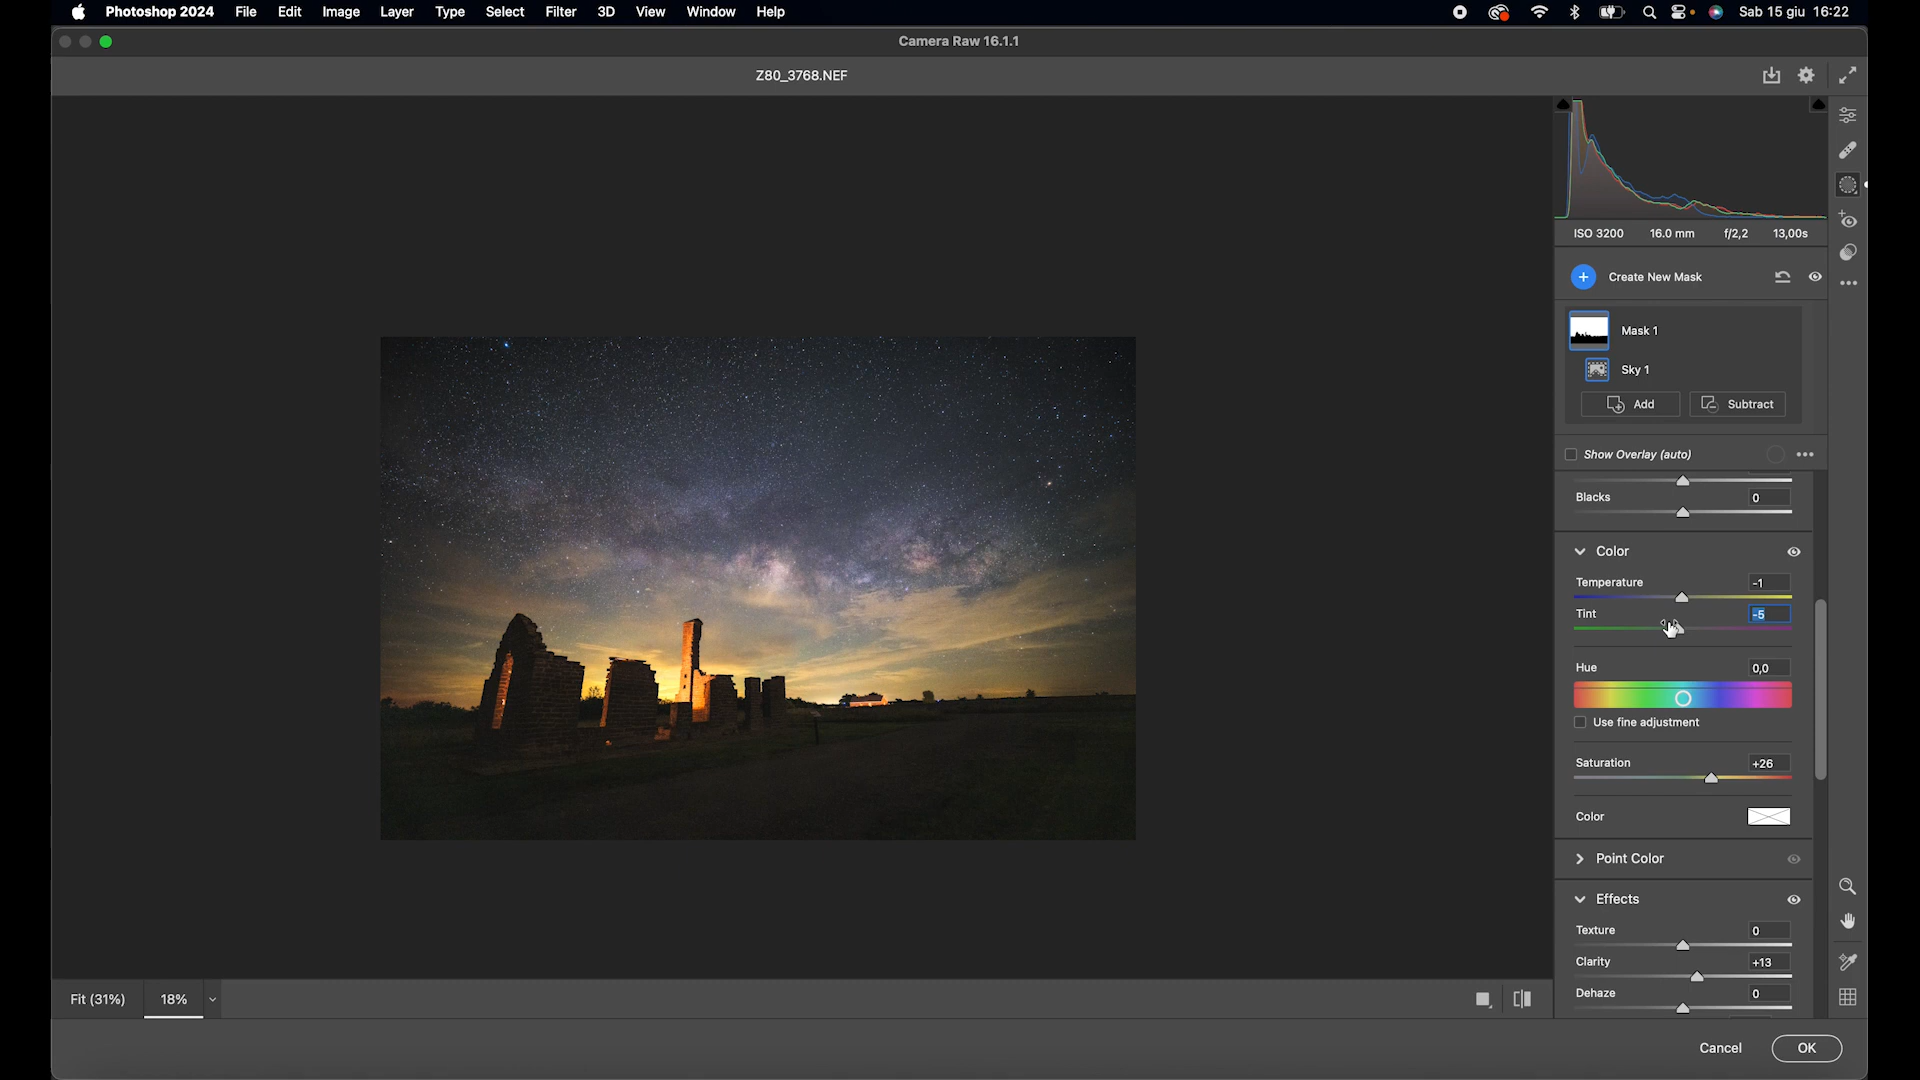 Photoshop 2024 File Edit Image Layer Type Select Filter 3D View Window Help Sab 15 giu 16:22
Camera Raw 16.1.1
Z80_3768.NEF
ISO 3200 16.0 mm f/2,2 13,00s
Create New Mask
Mask 1
Sky 1
Add Subtract
Show Overlay (auto)
Blacks 0
Color
Temperature -1
Tint -5
Hue 0,0
Use fine adjustment
Saturation +26
Color
Point Color
Effects
Texture 0
Clarity +13
Dehaze 0
Fit (31%) 18%
Cancel OK